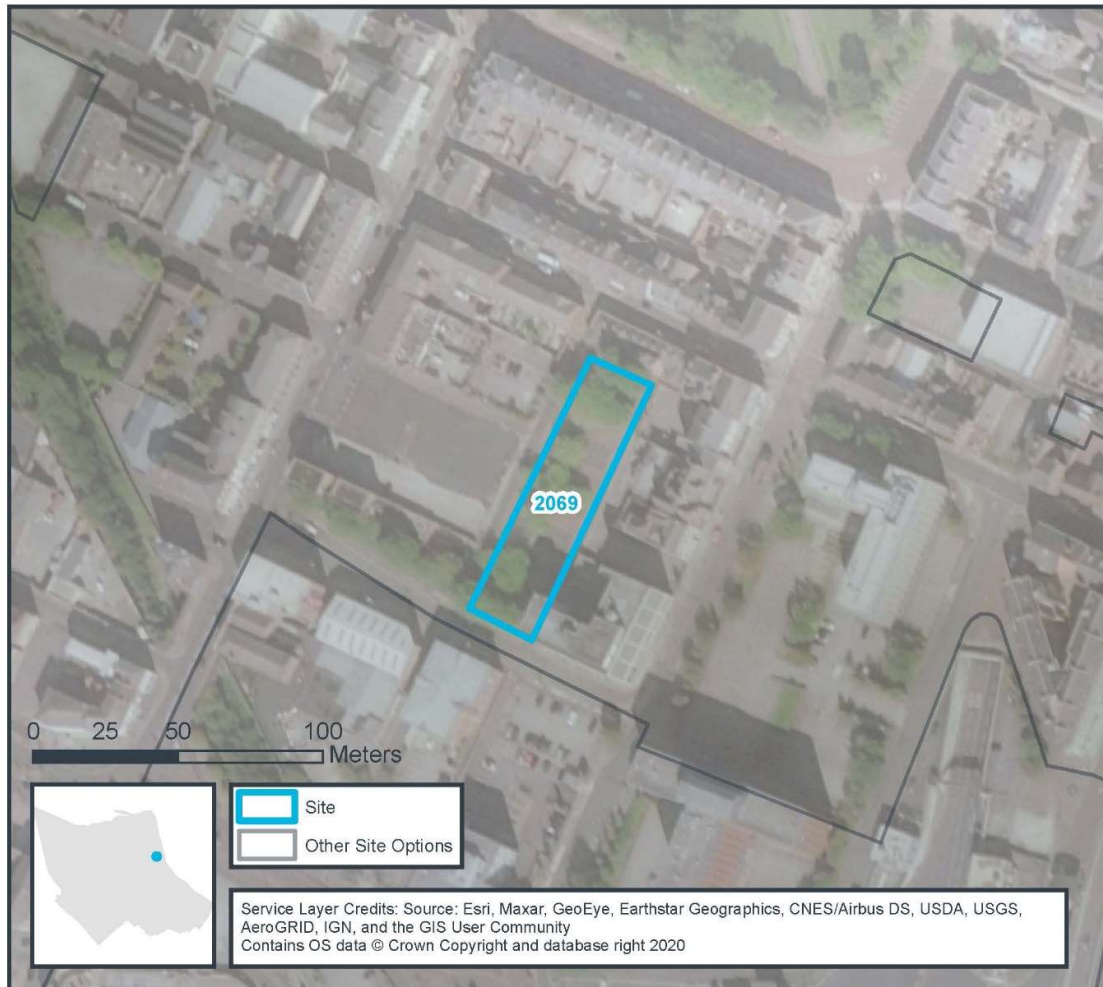 2069
0 25 50 100
Meters
Site
Other Site Options
Service Layer Credits: Source: Esri, Maxar, GeoEye, Earthstar Geographics, CNES/Airbus DS, USDA, USGS,
AeroGRID, IGN, and the GIS User Community
Contains OS data © Crown Copyright and database right 2020